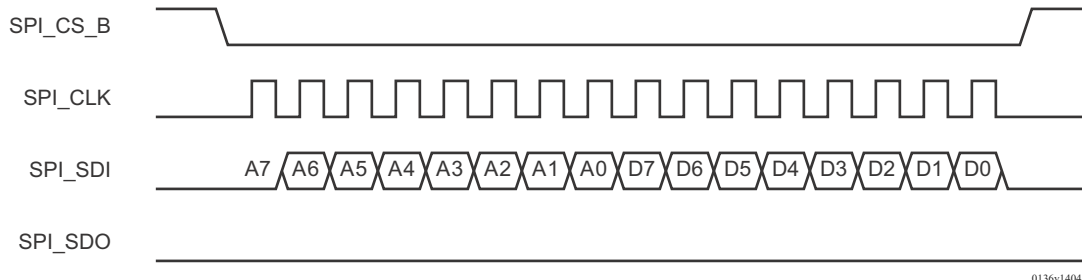 SPI_CS_B
SPI_CLK
SPI_SDI A7 A6 A5 A4 A3 A2 A1 A0 D7 D6 D5 D4 D3 D2 D1 D0
SPI_SDO
0136v1404